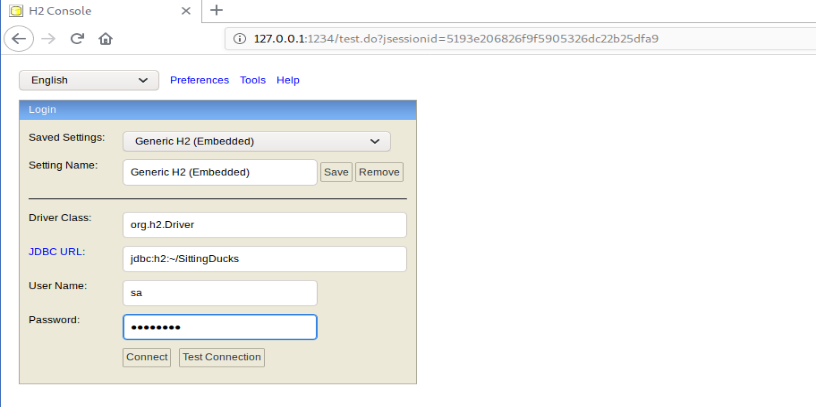 H2 Console
127.0.0.1:1234/test.do?jsessionid=5193e206826f9f5905326dc22b25dfa9
English Preferences Tools Help
Login
Saved Settings: Generic H2 (Embedded)
Setting Name: Generic H2 (Embedded) Save Remove
Driver Class: org.h2.Driver
JDBC URL: jdbc:h2:~/SittingDucks
User Name: sa
Password: ••••••••
Connect Test Connection